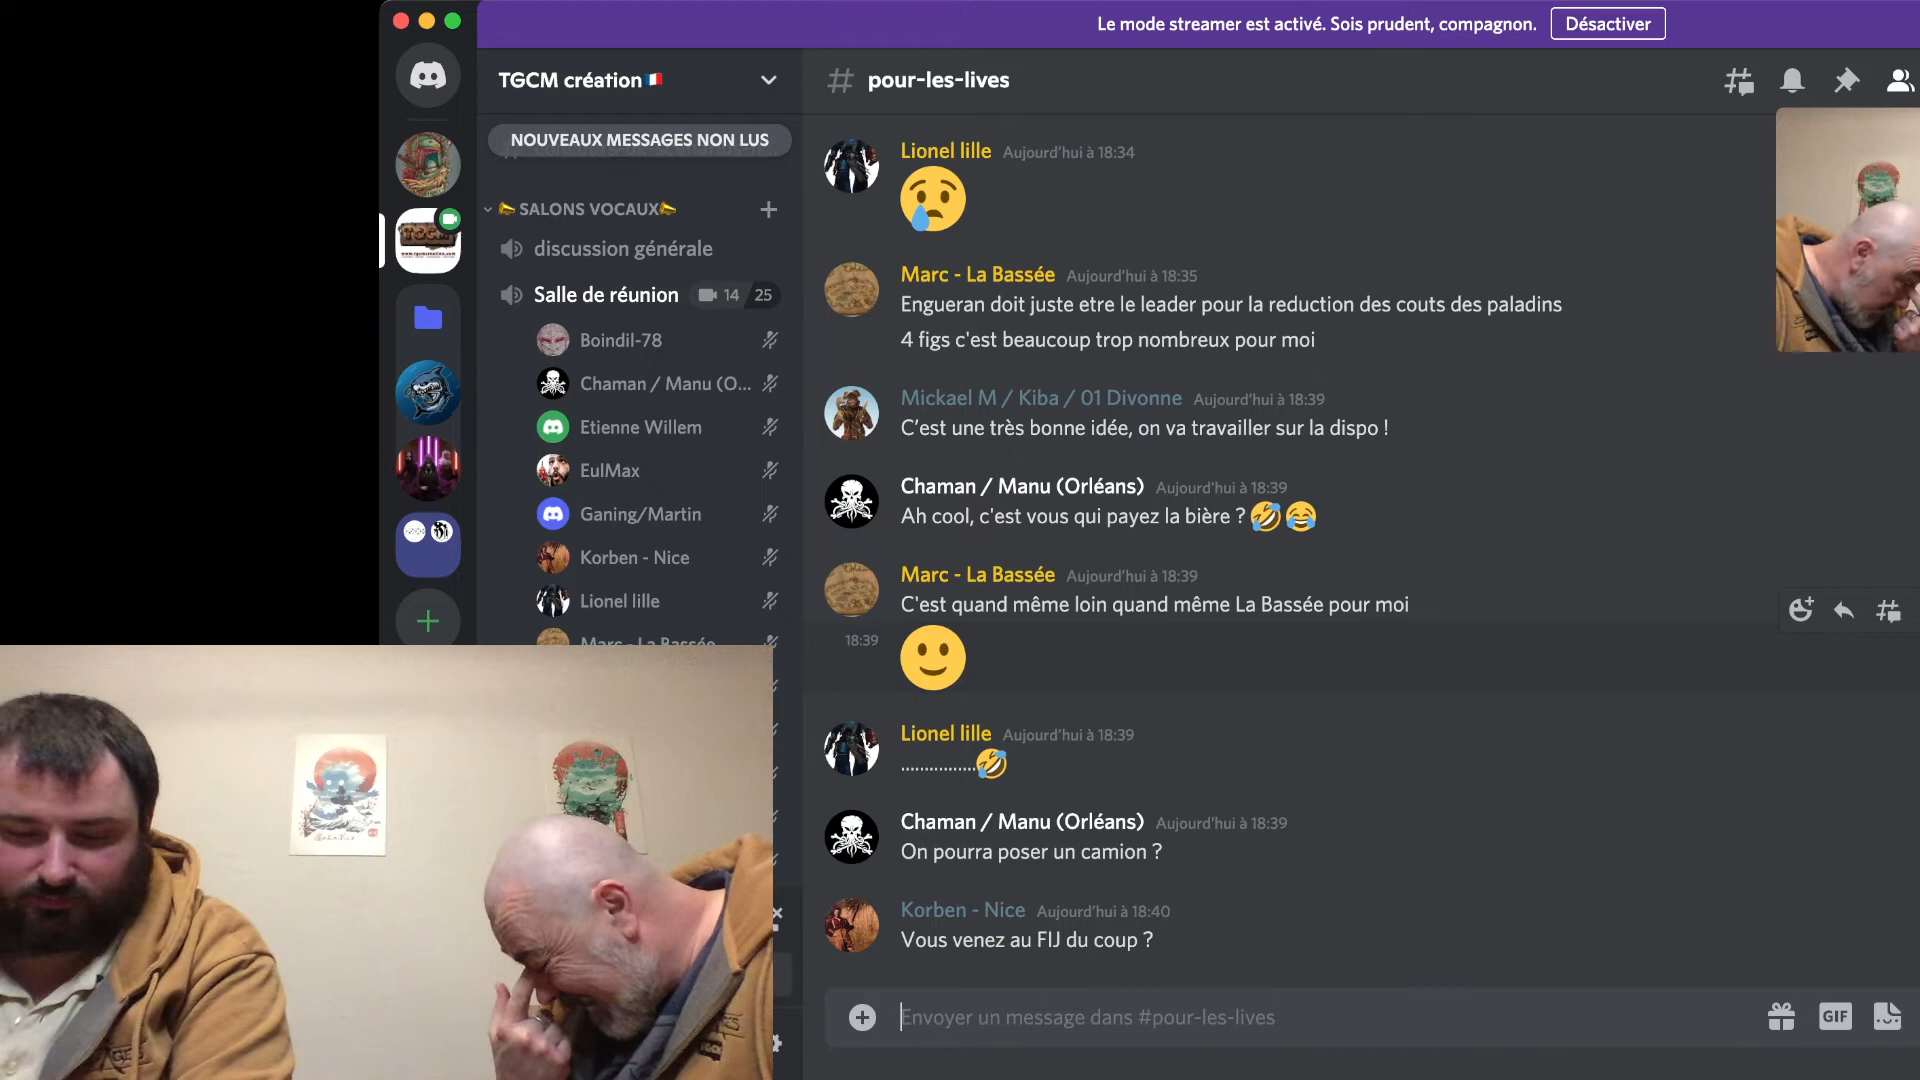 Le mode streamer est activé. Sois prudent, compagnon.
Désactiver
TGCM création
pour-les-lives
NOUVEAUX MESSAGES NON LUS
SALONS VOCAUX
discussion générale
Salle de réunion 14 25
Boindil-78
Chaman / Manu (O...
Etienne Willem
EulMax
Ganing/Martin
Korben - Nice
Lionel lille
Marc - La Bassée
Lionel lille Aujourd'hui à 18:34
Marc - La Bassée Aujourd'hui à 18:35
Engueran doit juste etre le leader pour la reduction des couts des paladins
4 figs c'est beaucoup trop nombreux pour moi
Mickael M / Kiba / 01 Divonne Aujourd'hui à 18:39
C'est une très bonne idée, on va travailler sur la dispo !
Chaman / Manu (Orléans) Aujourd'hui à 18:39
Ah cool, c'est vous qui payez la bière ? 🤣😂
Marc - La Bassée Aujourd'hui à 18:39
C'est quand même loin quand même La Bassée pour moi
18:39
Lionel lille Aujourd'hui à 18:39
...............🤣
Chaman / Manu (Orléans) Aujourd'hui à 18:39
On pourra poser un camion ?
Korben - Nice Aujourd'hui à 18:40
Vous venez au FIJ du coup ?
Envoyer un message dans #pour-les-lives
GIF